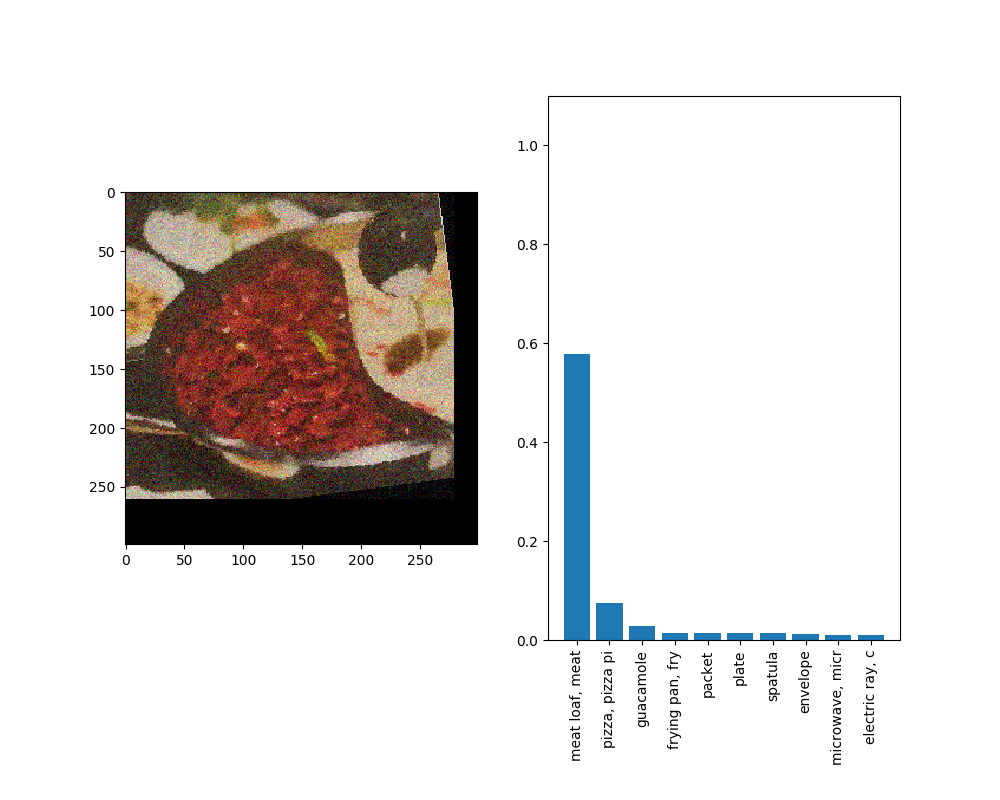 0
50
100
150
200
250
0 50 100 150 200 250
1.0
0.8
0.6
0.4
0.2
0.0
meat loaf, meat
pizza, pizza pi
guacamole
frying pan, fry
packet
plate
spatula
envelope
microwave, micr
electric ray, c